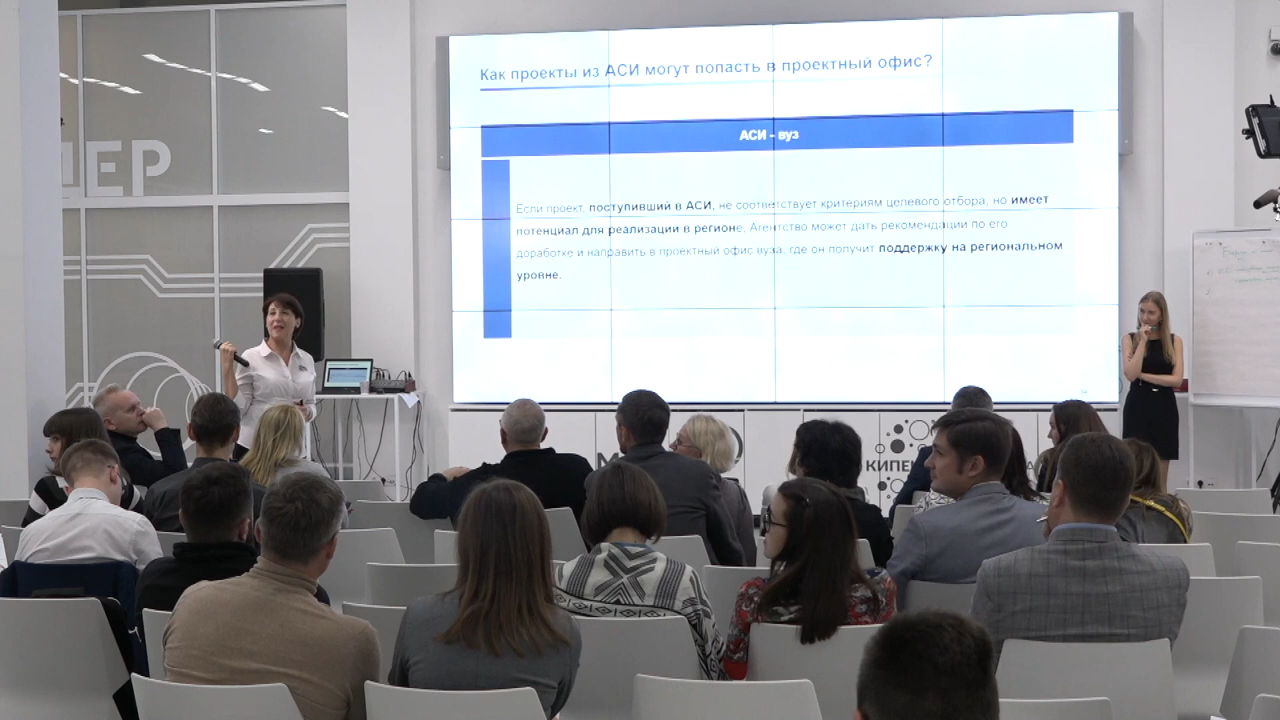 Как проекты из АСИ могут попасть в проектный офис?
АСИ - вуз
Если проект, поступивший в АСИ, не соответствует критериям целевого отбора, но имеет
потенциал для реализации в регионе. Агентство может дать рекомендации по его
доработке и направить в проектный офис вуза, где он получит поддержку на региональном
уровне.